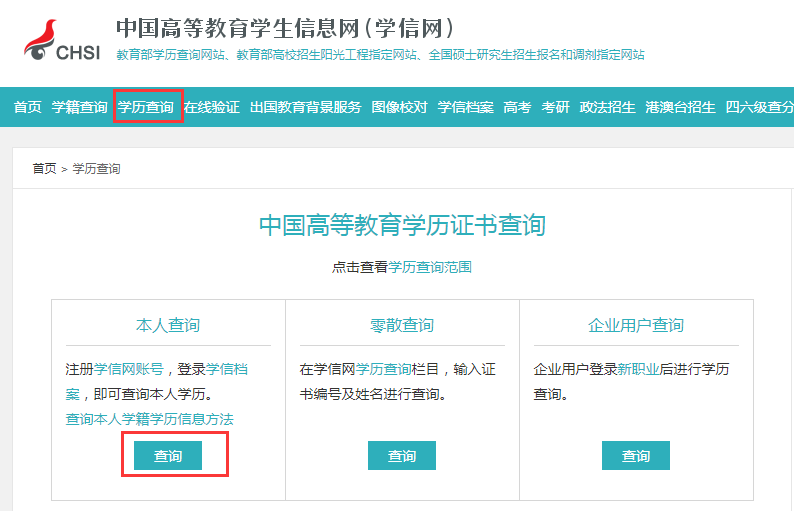 CHSI
中国高等教育学生信息网(学信网)
教育部学历查询网站、教育部高校招生阳光工程指定网站、全国硕士研究生招生报名和调剂指定网站
首页 学籍查询 学历查询 在线验证 出国教育背景服务 图像校对 学信档案 高考 考研 政法招生 港澳台招生 四六级查分
首页 > 学历查询
中国高等教育学历证书查询
点击查看学历查询范围
本人查询
注册学信网账号，登录学信档
案，即可查询本人学历。
查询本人学籍学历信息方法
查询
零散查询
在学信网学历查询栏目，输入证
书编号及姓名进行查询。
查询
企业用户查询
企业用户登录新职业后进行学历
查询。
查询